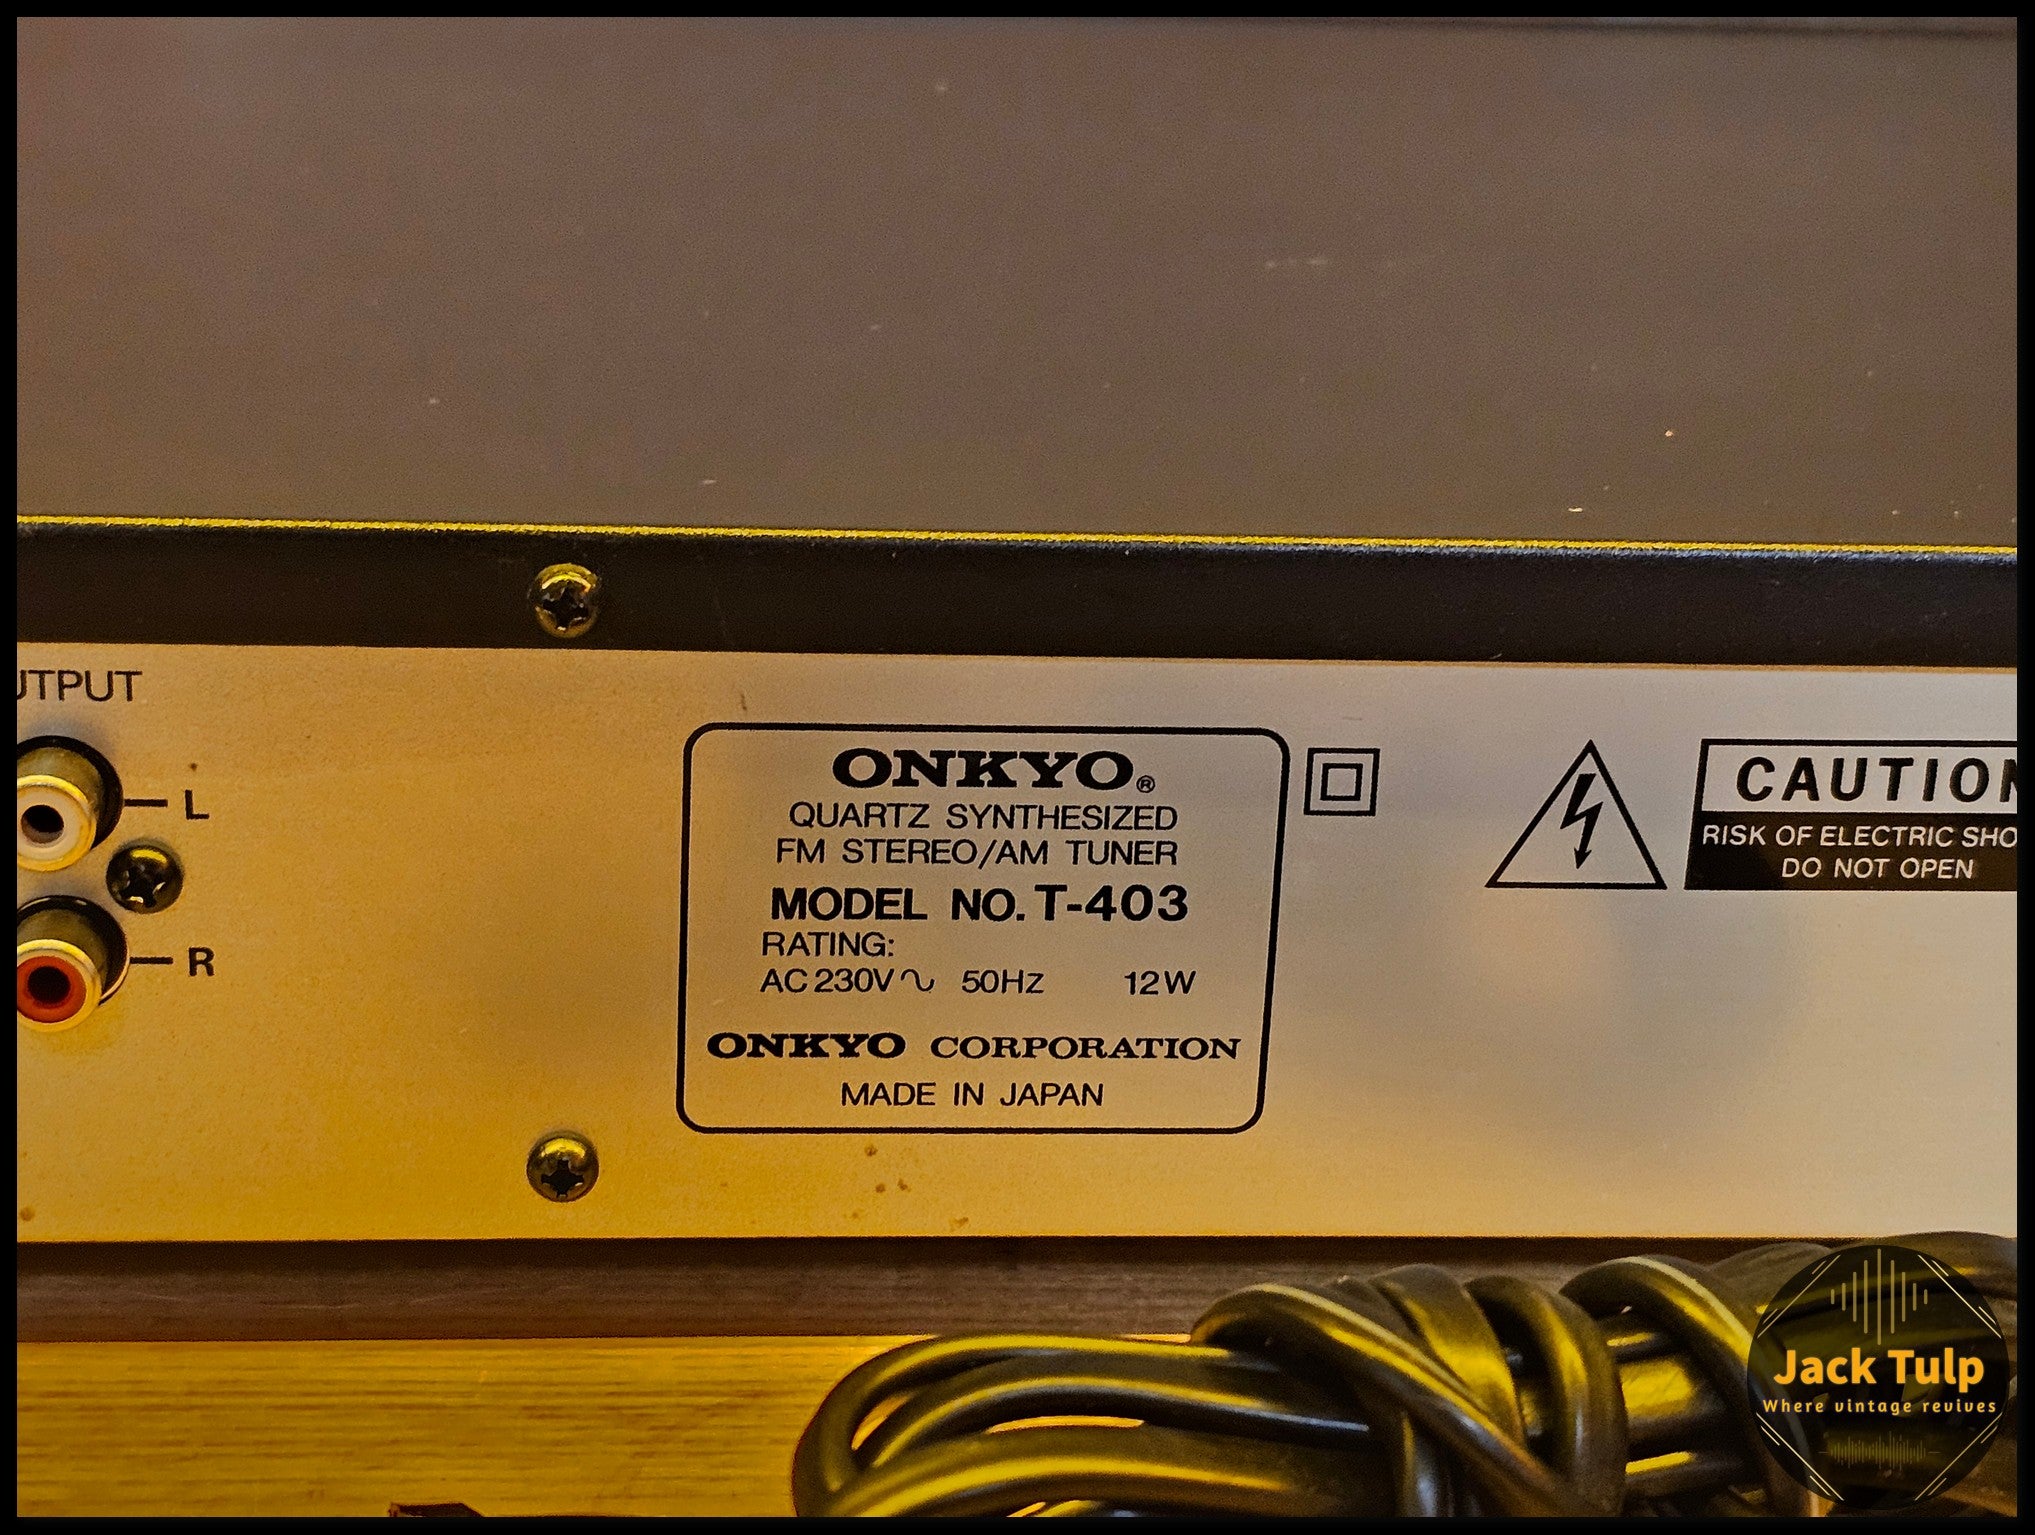 UTPUT
L
R
ONKYO®
QUARTZ SYNTHESIZED
FM STEREO/AM TUNER
MODEL NO. T-403
RATING:
AC 230V∿ 50Hz 12W
ONKYO CORPORATION
MADE IN JAPAN
CAUTION
RISK OF ELECTRIC SHO
DO NOT OPEN
Jack Tulp
Where vintage revives